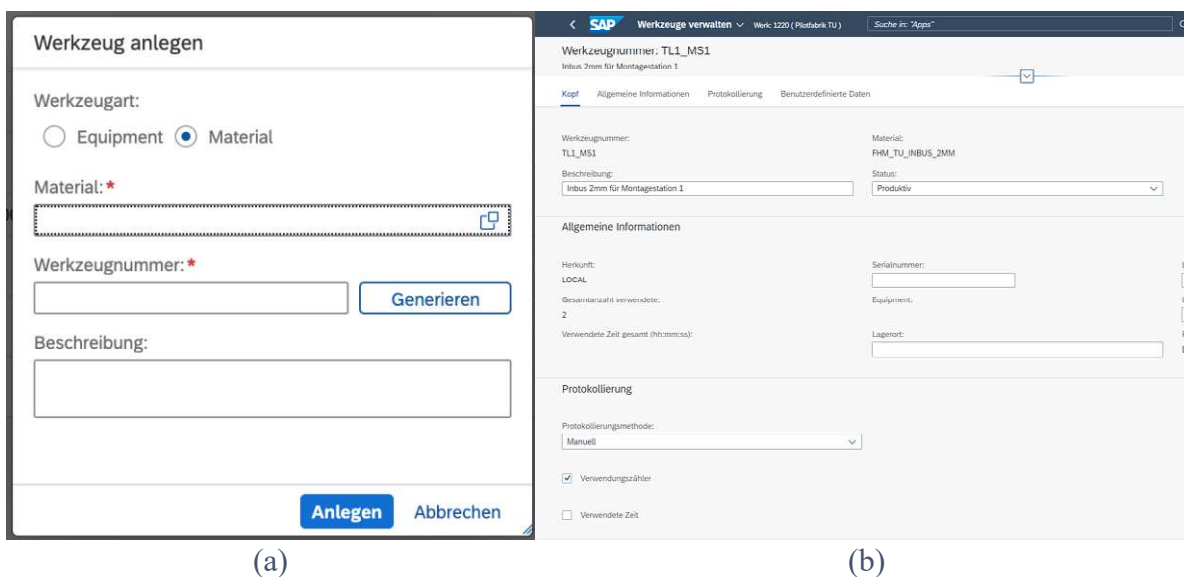 Werkzeug anlegen
Werkzeugart:
Equipment Material
Material:*
Werkzeugnummer:*
Generieren
Beschreibung:
Anlegen Abbrechen
(a)
SAP Werkzeuge verwalten Werk: 1220 ( Pilotfabrik TU ) Suche in: "Apps"
Werkzeugnummer: TL1_MS1
Inbus 2mm für Montagestation 1
Kopf Allgemeine Informationen Protokollierung Benutzerdefinierte Daten
Werkzeugnummer: Material:
TL1_MS1 FHM_TU_INBUS_2MM
Beschreibung: Status:
Inbus 2mm für Montagestation 1 Produktiv
Allgemeine Informationen
Herkunft: Serialnummer:
LOCAL
Gesamtanzahl verwendete: Equipment:
2
Verwendete Zeit gesamt (hh:mm:ss): Lagerort:
Protokollierung
Protokollierungsmethode:
Manuell
Verwendungszähler
Verwendete Zeit
(b)